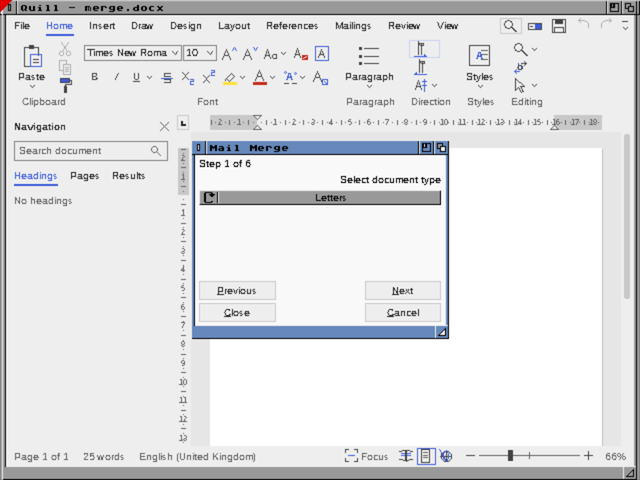 Quill - merge.docx
File Home Insert Draw Design Layout References Mailings Review View
Times New Roma 10
Paste
Paragraph
Styles
Clipboard Font Paragraph Direction Styles Editing
Navigation
Search document
Headings Pages Results
No headings
Mail Merge
Step 1 of 6
Select document type
Letters
Previous Next
Close Cancel
Page 1 of 1 25 words English (United Kingdom) Focus 66%